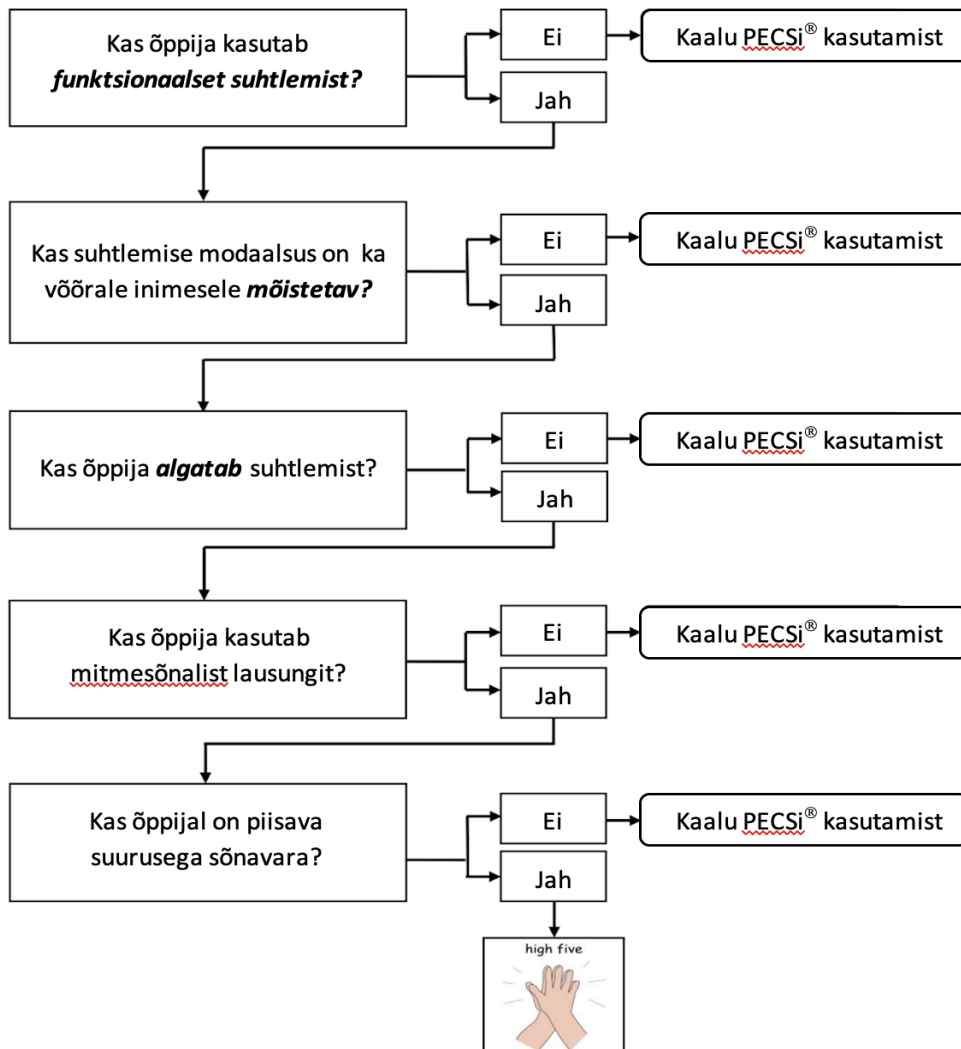 Kas õppija kasutab
funktsionaalset suhtlemist?
Ei
Kaalu PECSi® kasutamist
Jah
Kas suhtlemise modaalsus on ka
võõrale inimesele mõistetav?
Ei
Kaalu PECSi® kasutamist
Jah
Kas õppija algatab suhtlemist?
Ei
Kaalu PECSi® kasutamist
Jah
Kas õppija kasutab
mitmesõnalist lausungit?
Ei
Kaalu PECSi® kasutamist
Jah
Kas õppijal on piisava
suurusega sõnavara?
Ei
Kaalu PECSi® kasutamist
Jah
high five